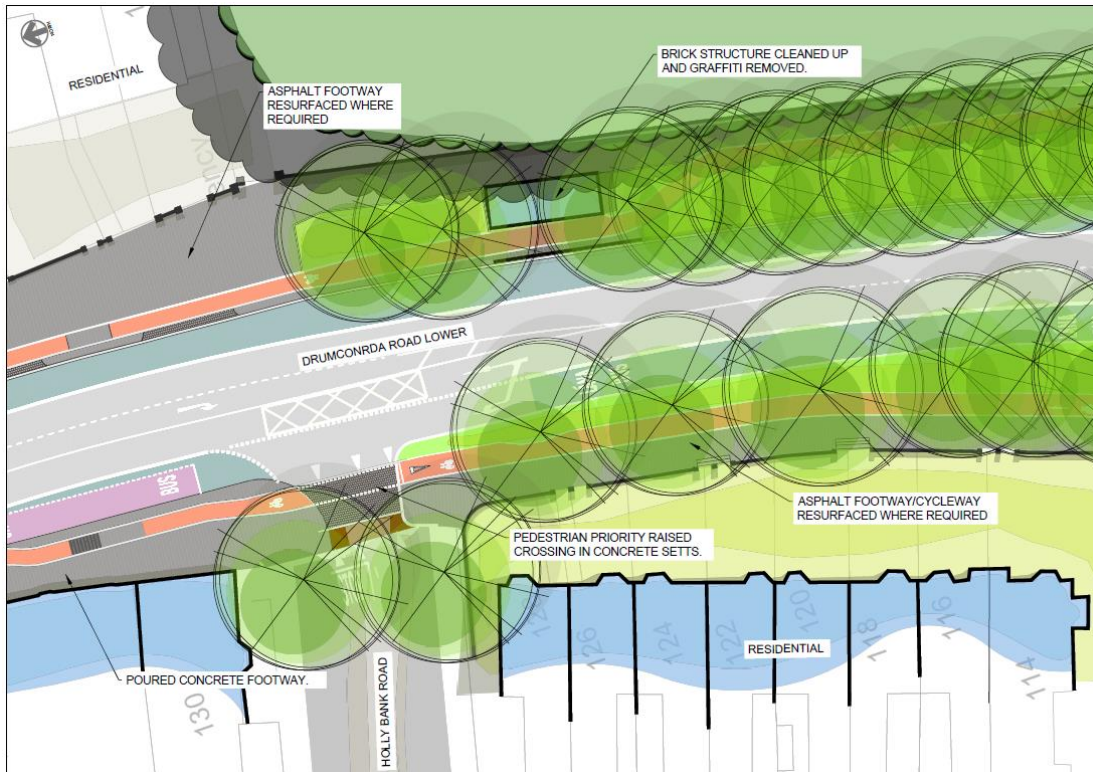 NORTH
RESIDENTIAL
ASPHALT FOOTWAY
RESURFACED WHERE
REQUIRED
BRICK STRUCTURE CLEANED UP
AND GRAFFITI REMOVED.
DRUMCONRDA ROAD LOWER
BUS
ASPHALT FOOTWAY/CYCLEWAY
RESURFACED WHERE REQUIRED
PEDESTRIAN PRIORITY RAISED
CROSSING IN CONCRETE SETTS.
POURED CONCRETE FOOTWAY.
HOLLY BANK ROAD
RESIDENTIAL
130
126
124
122
120
118
116
114